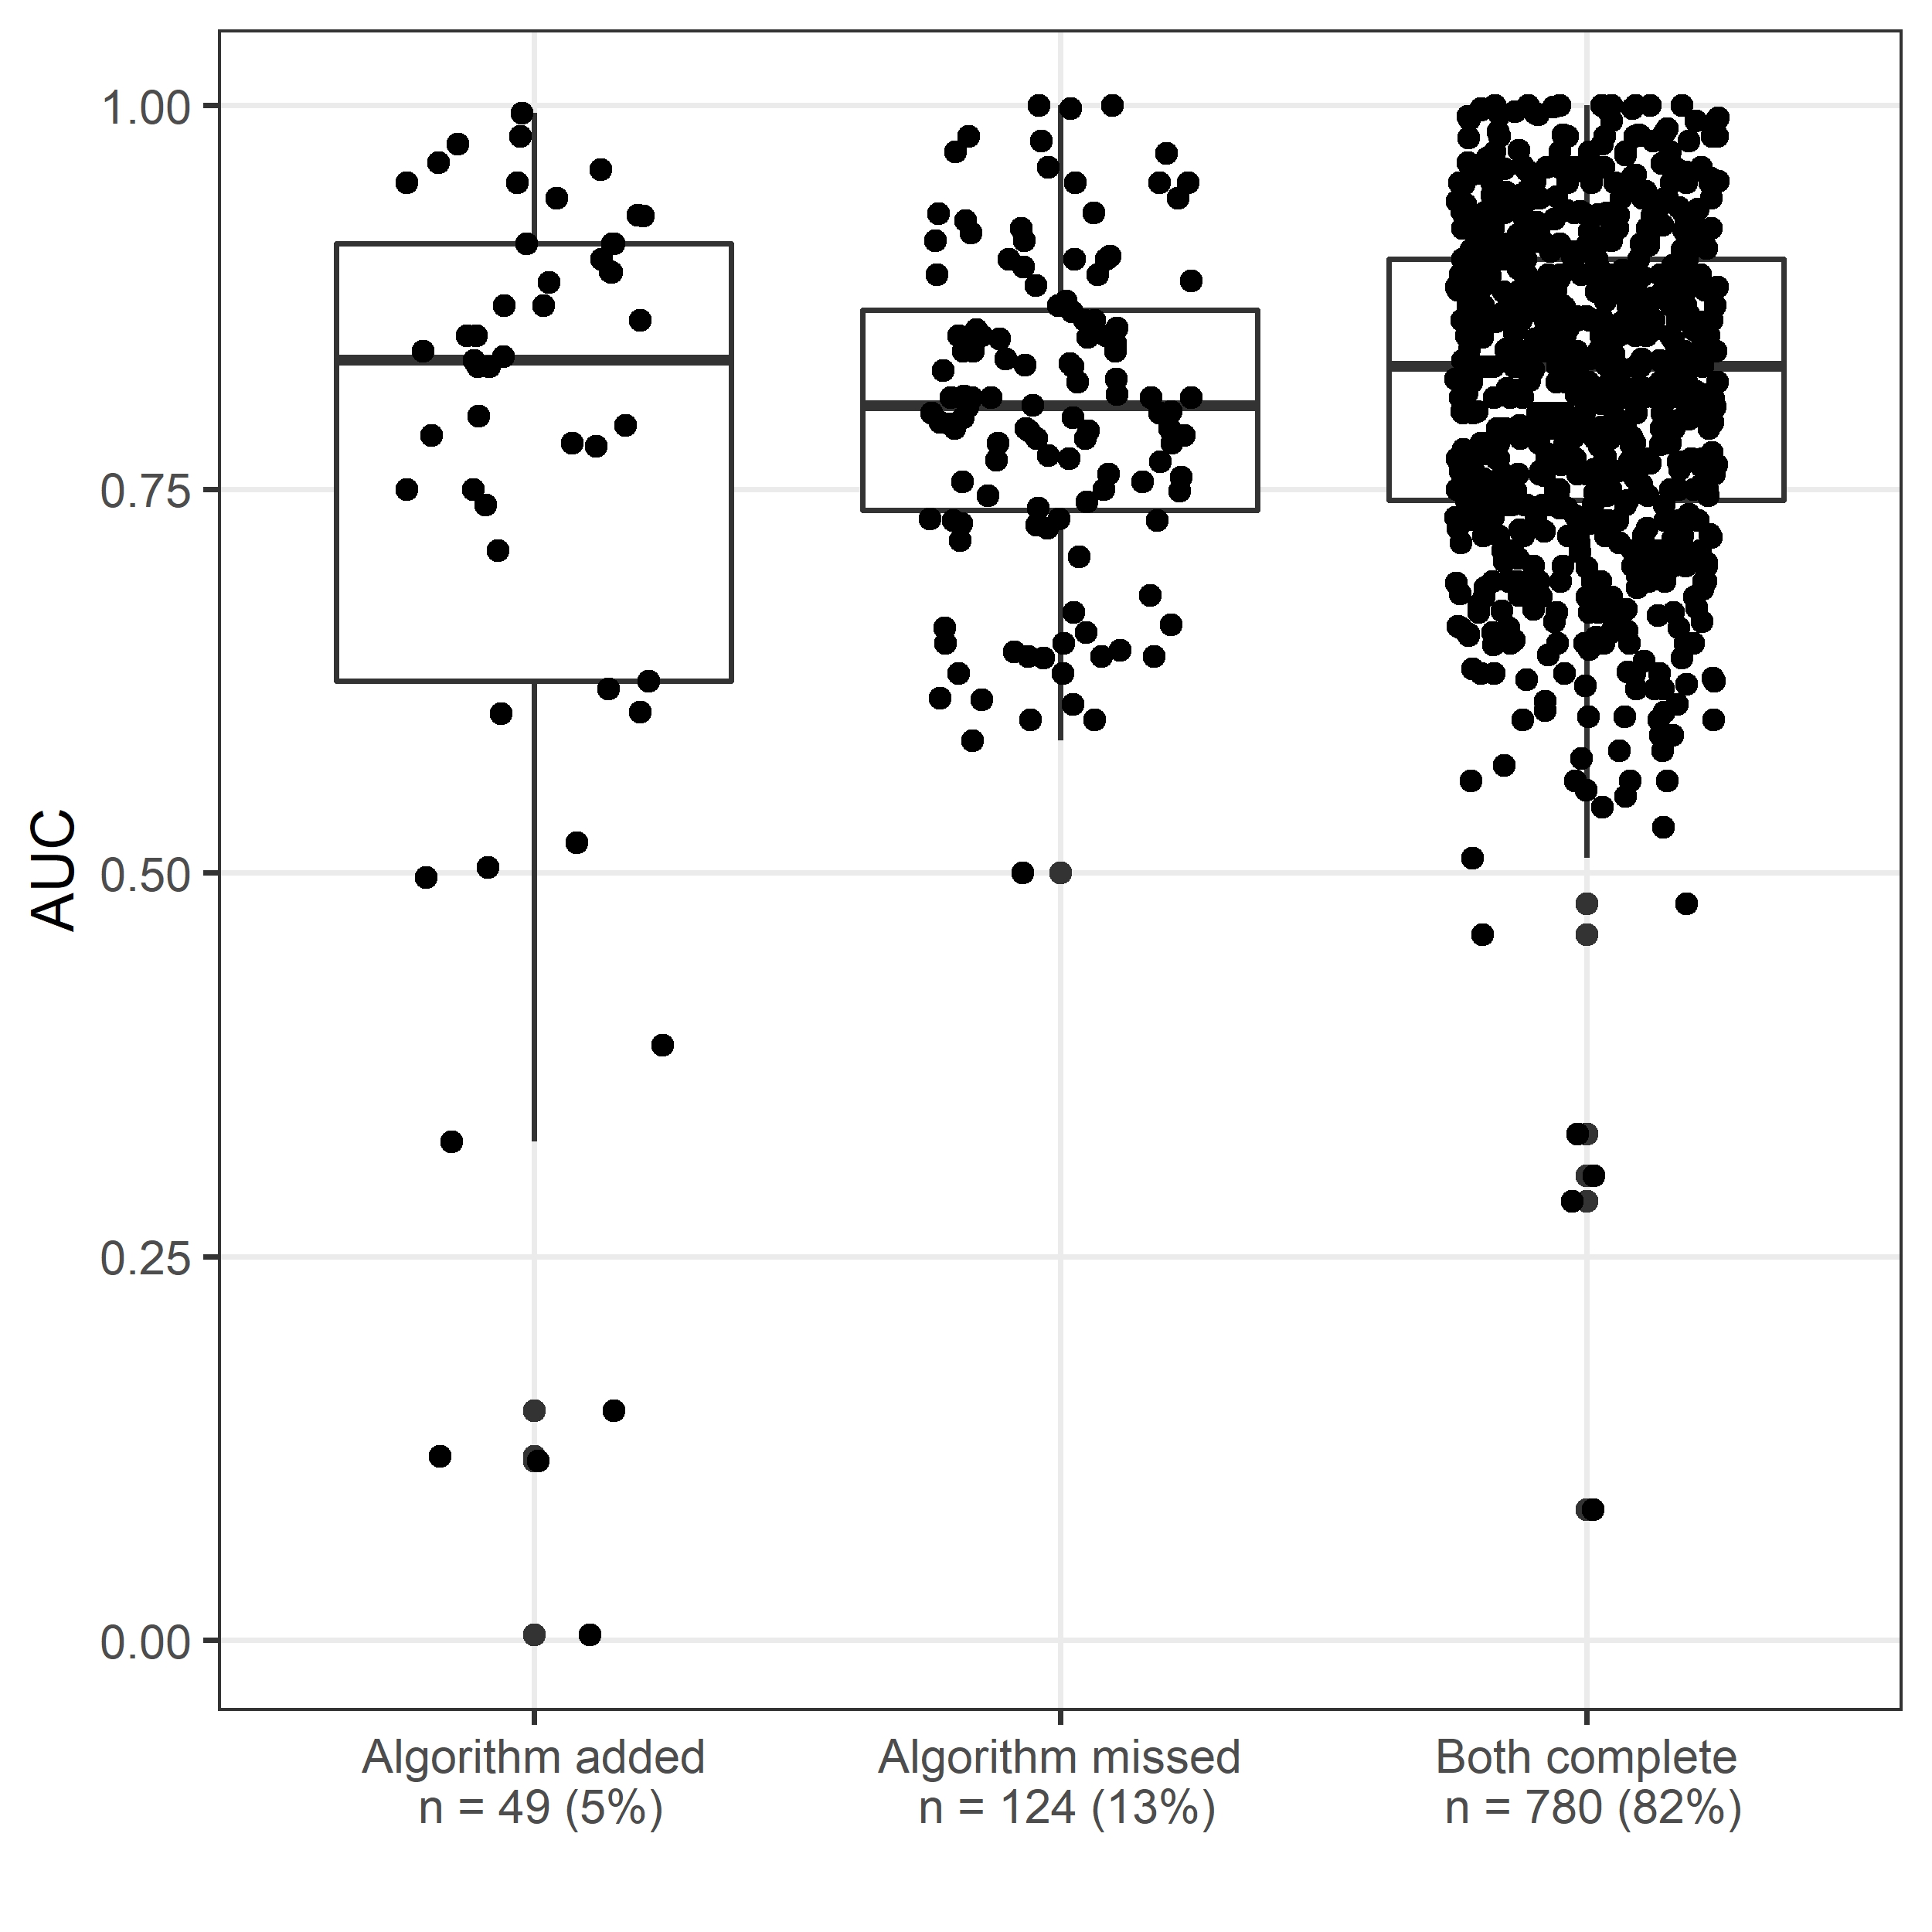 AUC
1.00
0.75
0.50
0.25
0.00
Algorithm added
n = 49 (5%)
Algorithm missed
n = 124 (13%)
Both complete
n = 780 (82%)